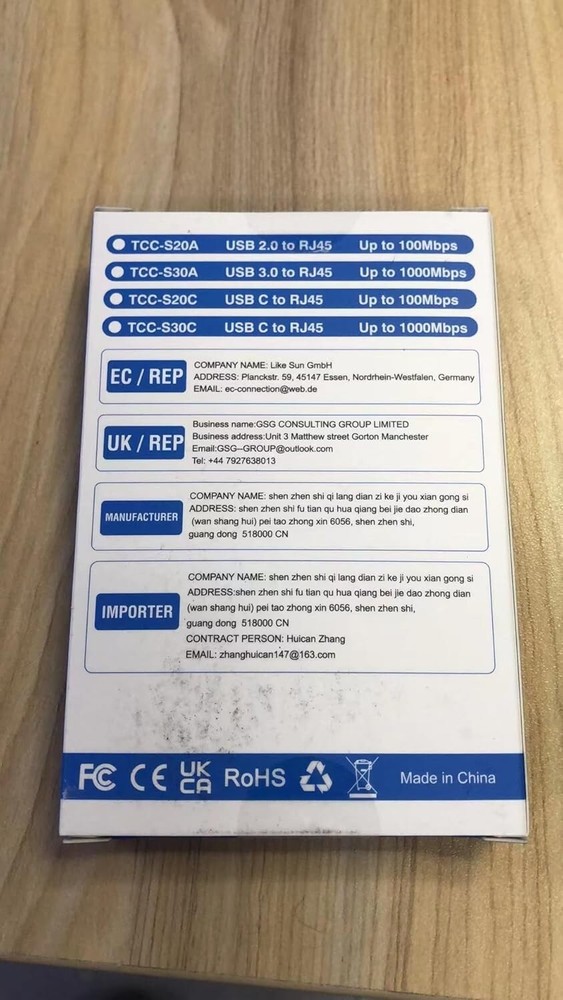 TCC-S20A USB 2.0 to RJ45 Up to 100Mbps
TCC-S30A USB 3.0 to RJ45 Up to 1000Mbps
TCC-S20C USB C to RJ45 Up to 100Mbps
TCC-S30C USB C to RJ45 Up to 1000Mbps
EC / REP
COMPANY NAME: Like Sun GmbH
ADDRESS: Planckstr. 59, 45147 Essen, Nordrhein-Westfalen, Germany
EMAIL: ec-connection@web.de
UK / REP
Business name:GSG CONSULTING GROUP LIMITED
Business address:Unit 3 Matthew street Gorton Manchester
Email:GSG--GROUP@outlook.com
Tel: +44 7927638013
MANUFACTURER
COMPANY NAME: shen zhen shi qi lang dian zi ke ji you xian gong si
ADDRESS: shen zhen shi fu tian qu hua qiang bei jie dao zhong dian
(wan shang hui) pei tao zhong xin 6056, shen zhen shi,
guang dong 518000 CN
IMPORTER
COMPANY NAME: shen zhen shi qi lang dian zi ke ji you xian gong si
ADDRESS:shen zhen shi fu tian qu hua qiang bei jie dao zhong dian
(wan shang hui) pei tao zhong xin 6056, shen zhen shi,
guang dong 518000 CN
CONTRACT PERSON: Huican Zhang
EMAIL: zhanghuican147@163.com
FC CE UK CA RoHS Made in China